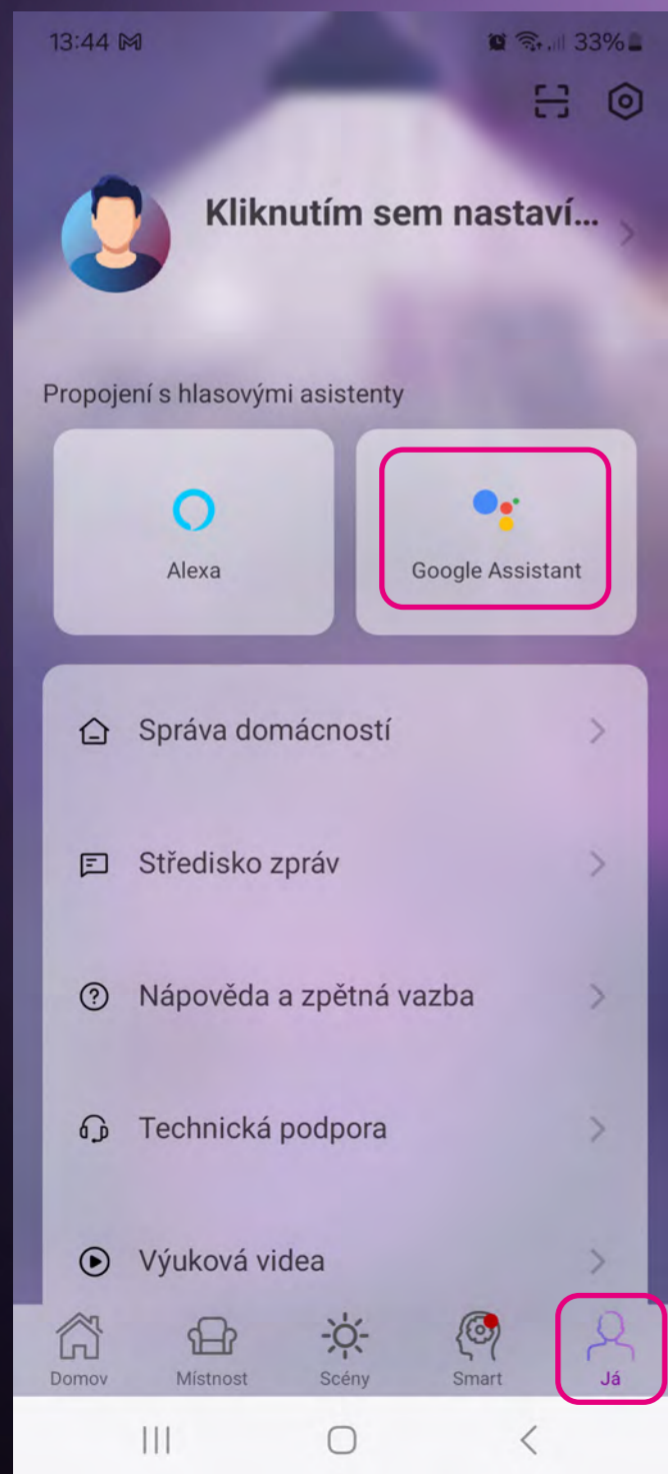 13:44
33%
Kliknutím sem nastaví...
Propojení s hlasovými asistenty
Alexa
Google Assistant
Správa domácností
Středisko zpráv
Nápověda a zpětná vazba
Technická podpora
Výuková videa
Domov
Místnost
Scény
Smart
Já